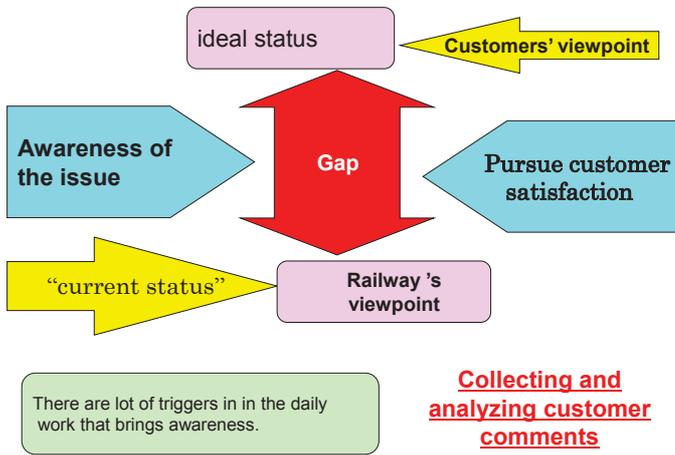 ideal status
Customers’ viewpoint
Awareness of
the issue
Gap
Pursue customer
satisfaction
“current status”
Railway ’s
viewpoint
There are lot of triggers in in the daily
work that brings awareness.
Collecting and
analyzing customer
comments